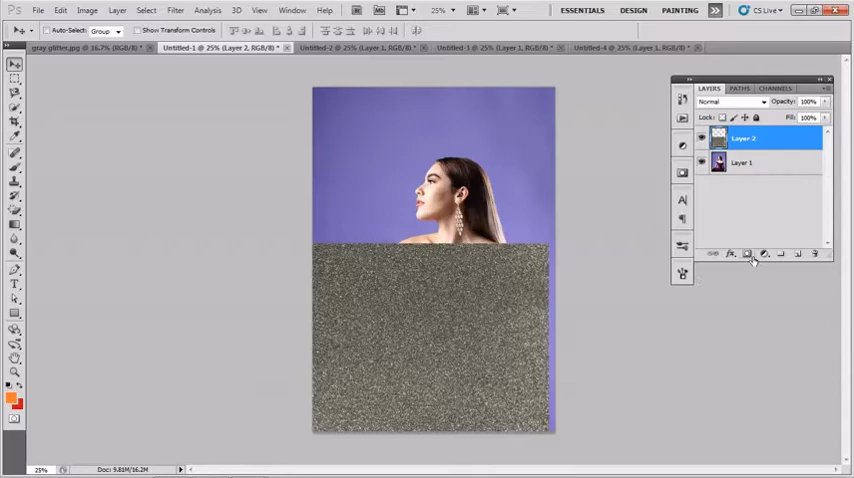 Ps File Edit Image Layer Select Filter Analysis 3D View Window Help 25% ESSENTIALS DESIGN PAINTING CS Live
Auto-Select: Group Show Transform Controls
gray glitter.jpg @ 16.7% (RGB/8) * Untitled-1 @ 25% (Layer 2, RGB/8) * Untitled-2 @ 25% (Layer 1, RGB/8) * Untitled-3 @ 25% (Layer 1, RGB/8) * Untitled-4 @ 25% (Layer 1, RGB/8) *
LAYERS PATHS CHANNELS
Normal Opacity: 100%
Lock: Fill: 100%
Layer 2
Layer 1
25% Doc: 9.81M/16.2M